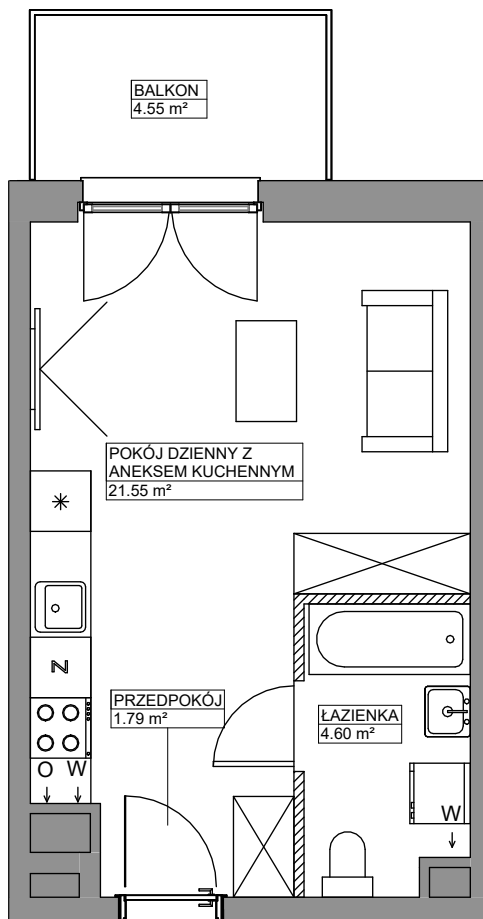 BALKON
4.55 m²
POKÓJ DZIENNY Z
ANEKSEM KUCHENNYM
21.55 m²
Z
PRZEDPOKÓJ
1.79 m²
ŁAZIENKA
4.60 m²
O W
W